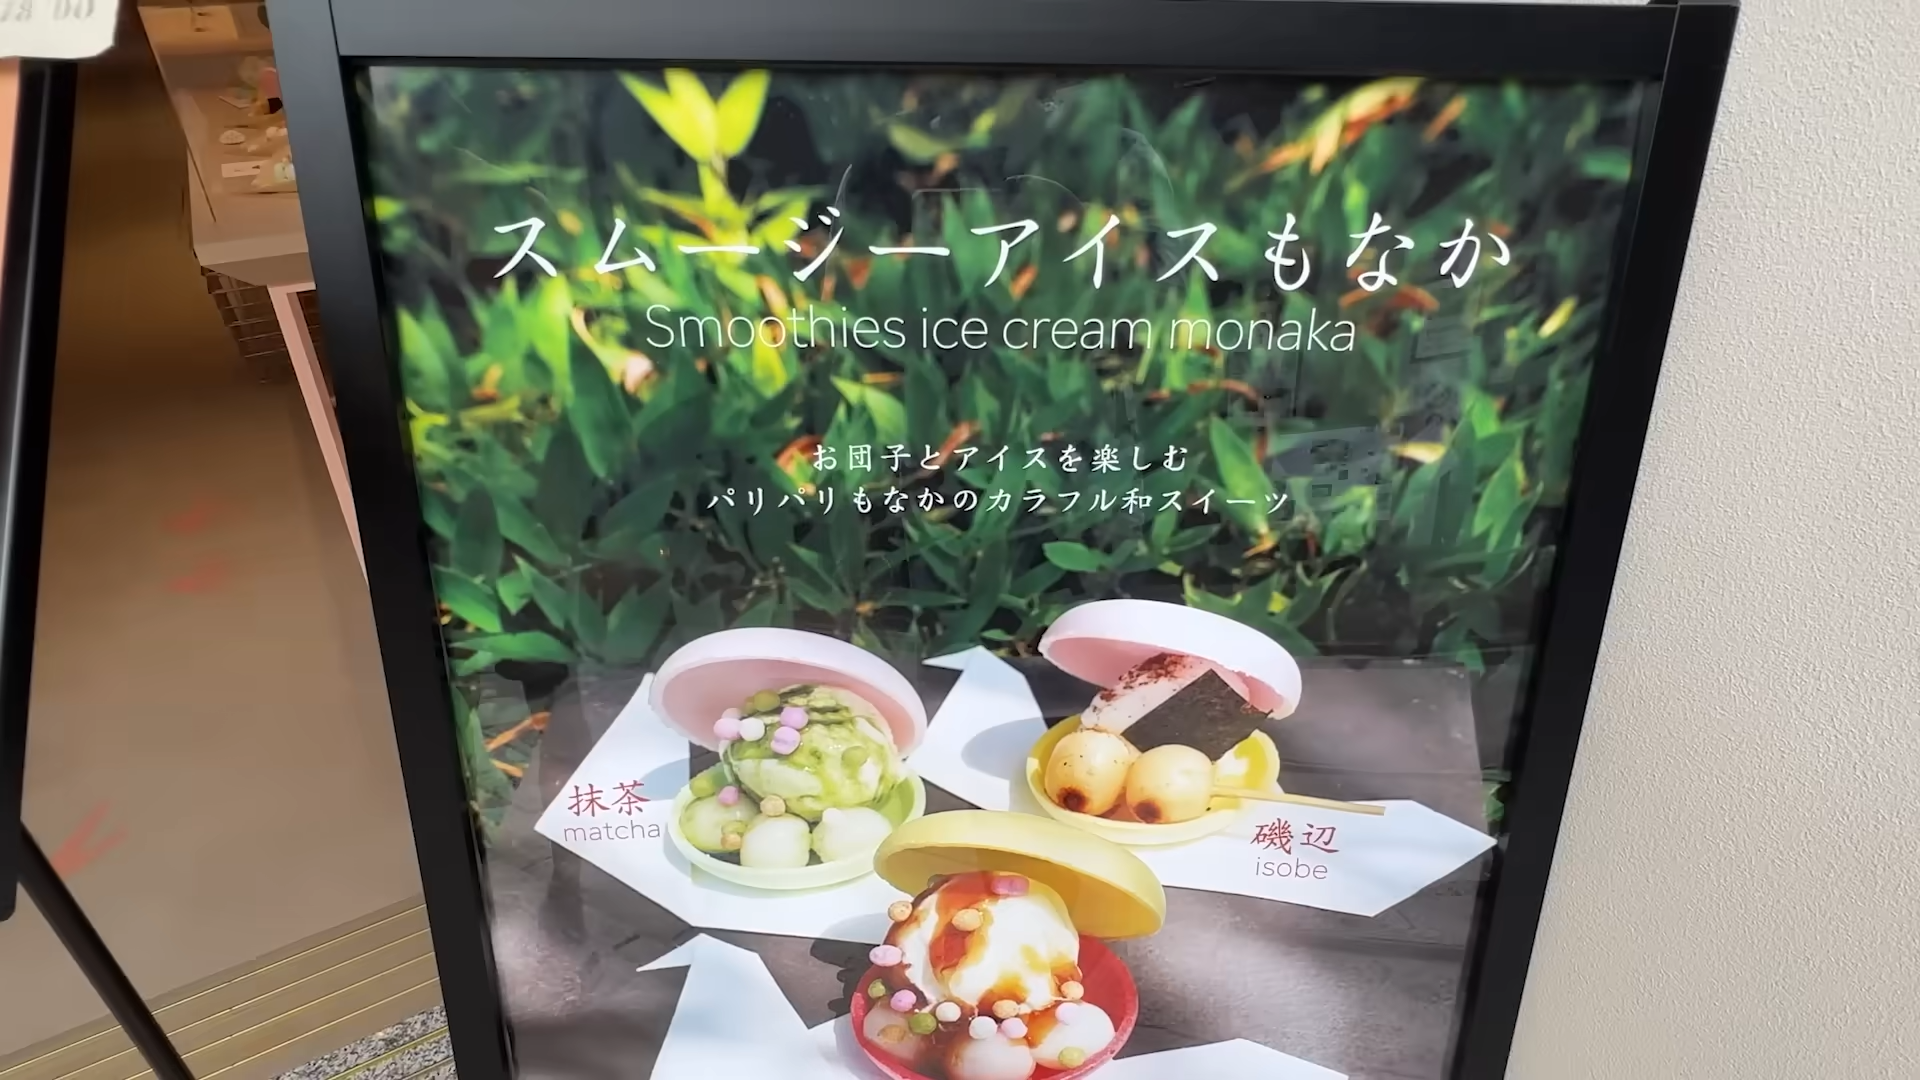 スムージーアイスもなか
Smoothies ice cream monaka
お団子とアイスを楽しむ
パリパリもなかのカラフル和スイーツ
抹茶
matcha
磯辺
isobe